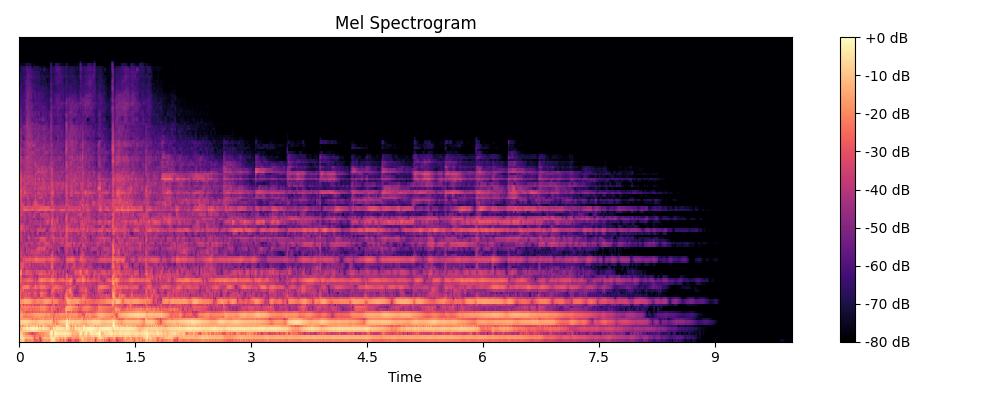 Mel Spectrogram
+0 dB
-10 dB
-20 dB
-30 dB
-40 dB
-50 dB
-60 dB
-70 dB
-80 dB
0 1.5 3 4.5 6 7.5 9
Time